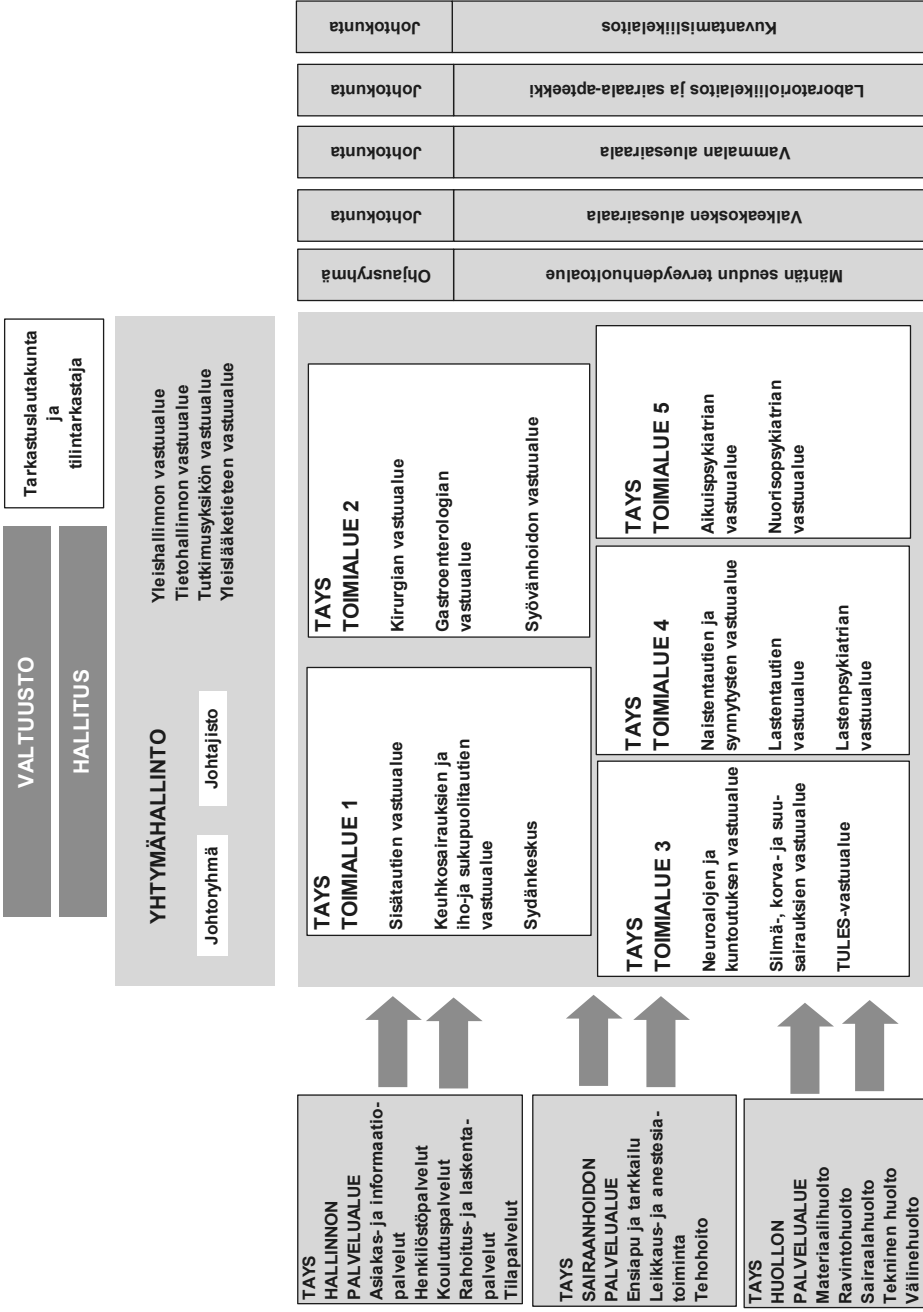 VALTUUSTO
HALLITUS
Tarkastuslautakunta
ja
tilintarkastaja
YHTYMÄHALLINTO
Johtoryhmä
Johtajisto
Yleishallinnon vastuualue
Tietohallinnon vastuualue
Tutkimusyksikön vastuualue
Yleislääketieteen vastuualue
TAYS
HALLINNON
PALVELUALUE
Asiakas- ja informaatio-
palvelut
Henkilöstöpalvelut
Koulutuspalvelut
Rahoitus- ja laskenta-
palvelut
Tilapalvelut
TAYS
SAIRAANHOIDON
PALVELUALUE
Ensiapu ja tarkkailu
Leikkaus- ja anestesia-
toiminta
Tehohoito
TAYS
HUOLLON
PALVELUALUE
Materiaalihuolto
Ravintohuolto
Sairaalahuolto
Tekninen huolto
Välinehuolto
TAYS
TOIMIALUE 1
Sisätautien vastuualue
Keuhkosairauksien ja
iho-ja sukupuolitautien
vastuualue
Sydänkeskus
TAYS
TOIMIALUE 2
Kirurgian vastuualue
Gastroenterologian
vastuualue
Syövänhoidon vastuualue
TAYS
TOIMIALUE 3
Neuroalojen ja
kuntoutuksen vastuualue
Silmä-, korva- ja suu-
sairauksien vastuualue
TULES-vastuualue
TAYS
TOIMIALUE 4
Naistentautien ja
synnytysten vastuualue
Lastentautien
vastuualue
Lastenpsykiatrian
vastuualue
TAYS
TOIMIALUE 5
Aikuispsykiatrian
vastuualue
Nuorisopsykiatrian
vastuualue
Ohjausryhmä
Mäntän seudun terveydenhuoltoalue
Johtokunta
Valkeakosken aluesairaala
Johtokunta
Vammalan aluesairaala
Johtokunta
Laboratorioliikelaitos ja sairaala-apteekki
Johtokunta
Kuvantamisliikelaitos